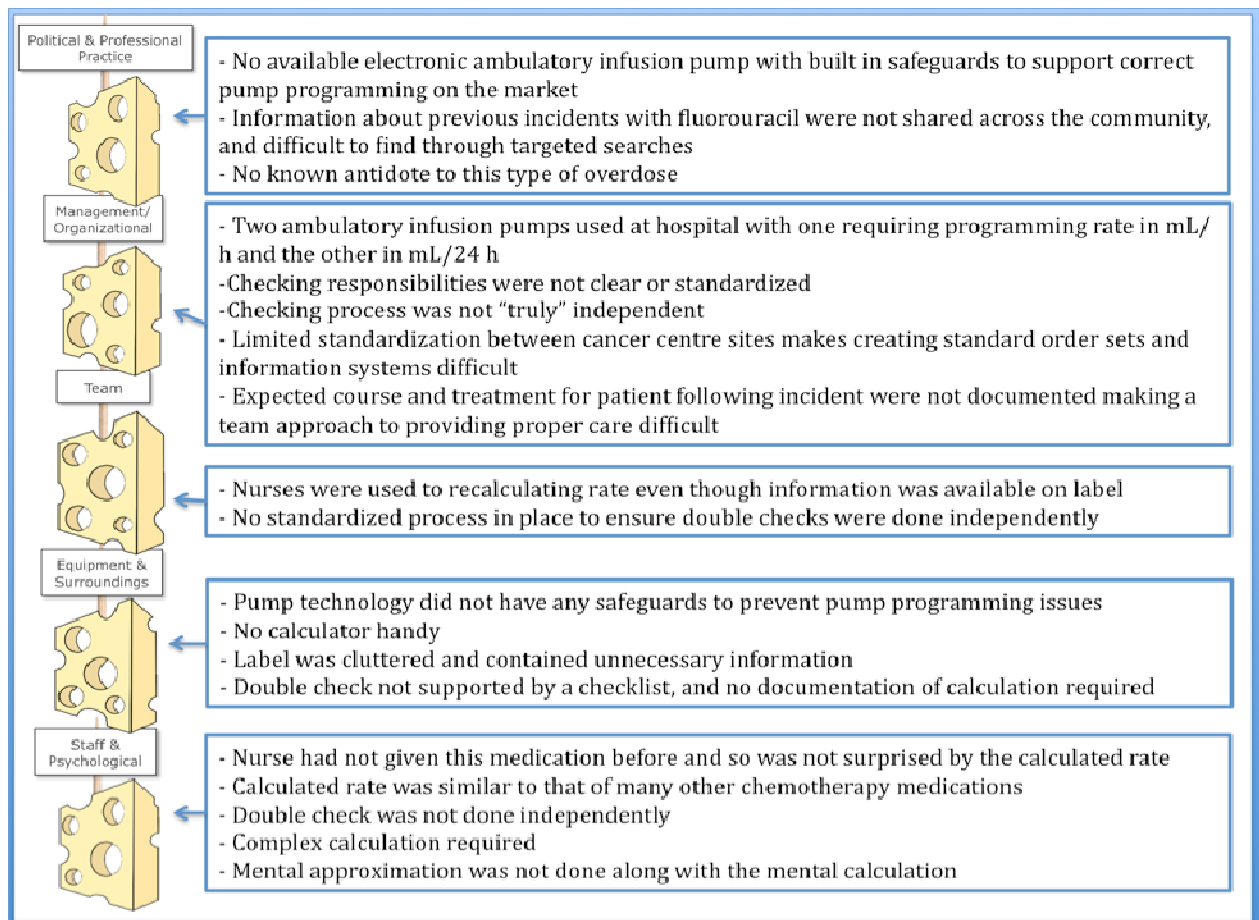 Political & Professional
Practice
- No available electronic ambulatory infusion pump with built in safeguards to support correct
pump programming on the market
- Information about previous incidents with fluorouracil were not shared across the community,
and difficult to find through targeted searches
- No known antidote to this type of overdose
Management/
Organizational
- Two ambulatory infusion pumps used at hospital with one requiring programming rate in mL/
h and the other in mL/24 h
-Checking responsibilities were not clear or standardized
-Checking process was not “truly” independent
- Limited standardization between cancer centre sites makes creating standard order sets and
information systems difficult
- Expected course and treatment for patient following incident were not documented making a
team approach to providing proper care difficult
Team
- Nurses were used to recalculating rate even though information was available on label
- No standardized process in place to ensure double checks were done independently
Equipment &
Surroundings
- Pump technology did not have any safeguards to prevent pump programming issues
- No calculator handy
- Label was cluttered and contained unnecessary information
- Double check not supported by a checklist, and no documentation of calculation required
Staff &
Psychological
- Nurse had not given this medication before and so was not surprised by the calculated rate
- Calculated rate was similar to that of many other chemotherapy medications
- Double check was not done independently
- Complex calculation required
- Mental approximation was not done along with the mental calculation